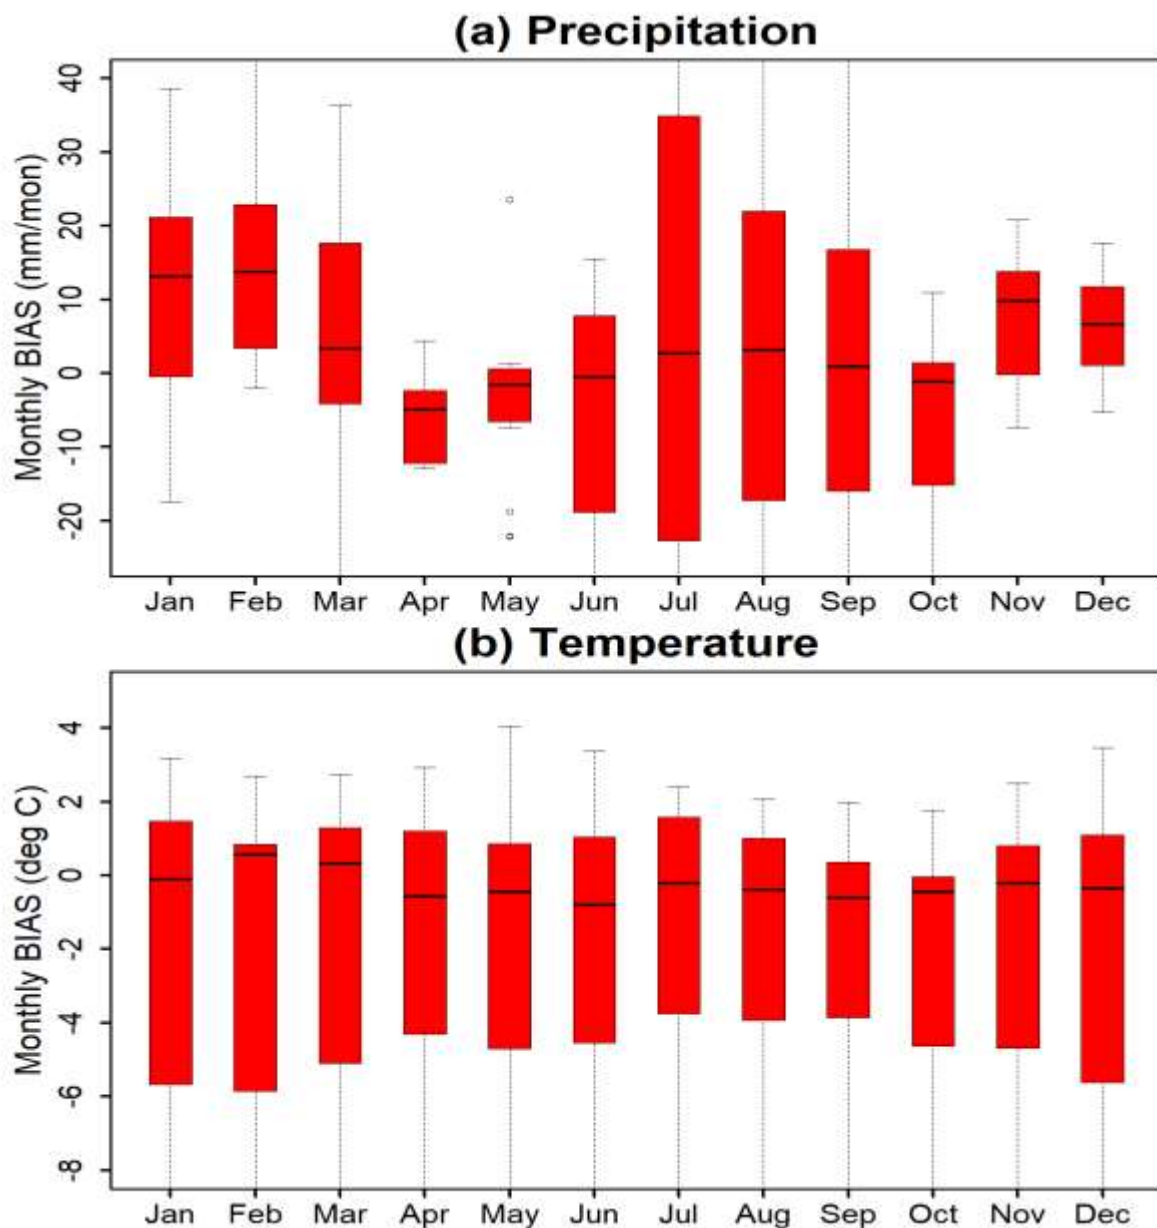 (a) Precipitation
Monthly BIAS (mm/mon)
40
30
20
10
0
-10
-20
Jan Feb Mar Apr May Jun Jul Aug Sep Oct Nov Dec
(b) Temperature
Monthly BIAS (deg C)
4
2
0
-2
-4
-6
-8
Jan Feb Mar Apr May Jun Jul Aug Sep Oct Nov Dec